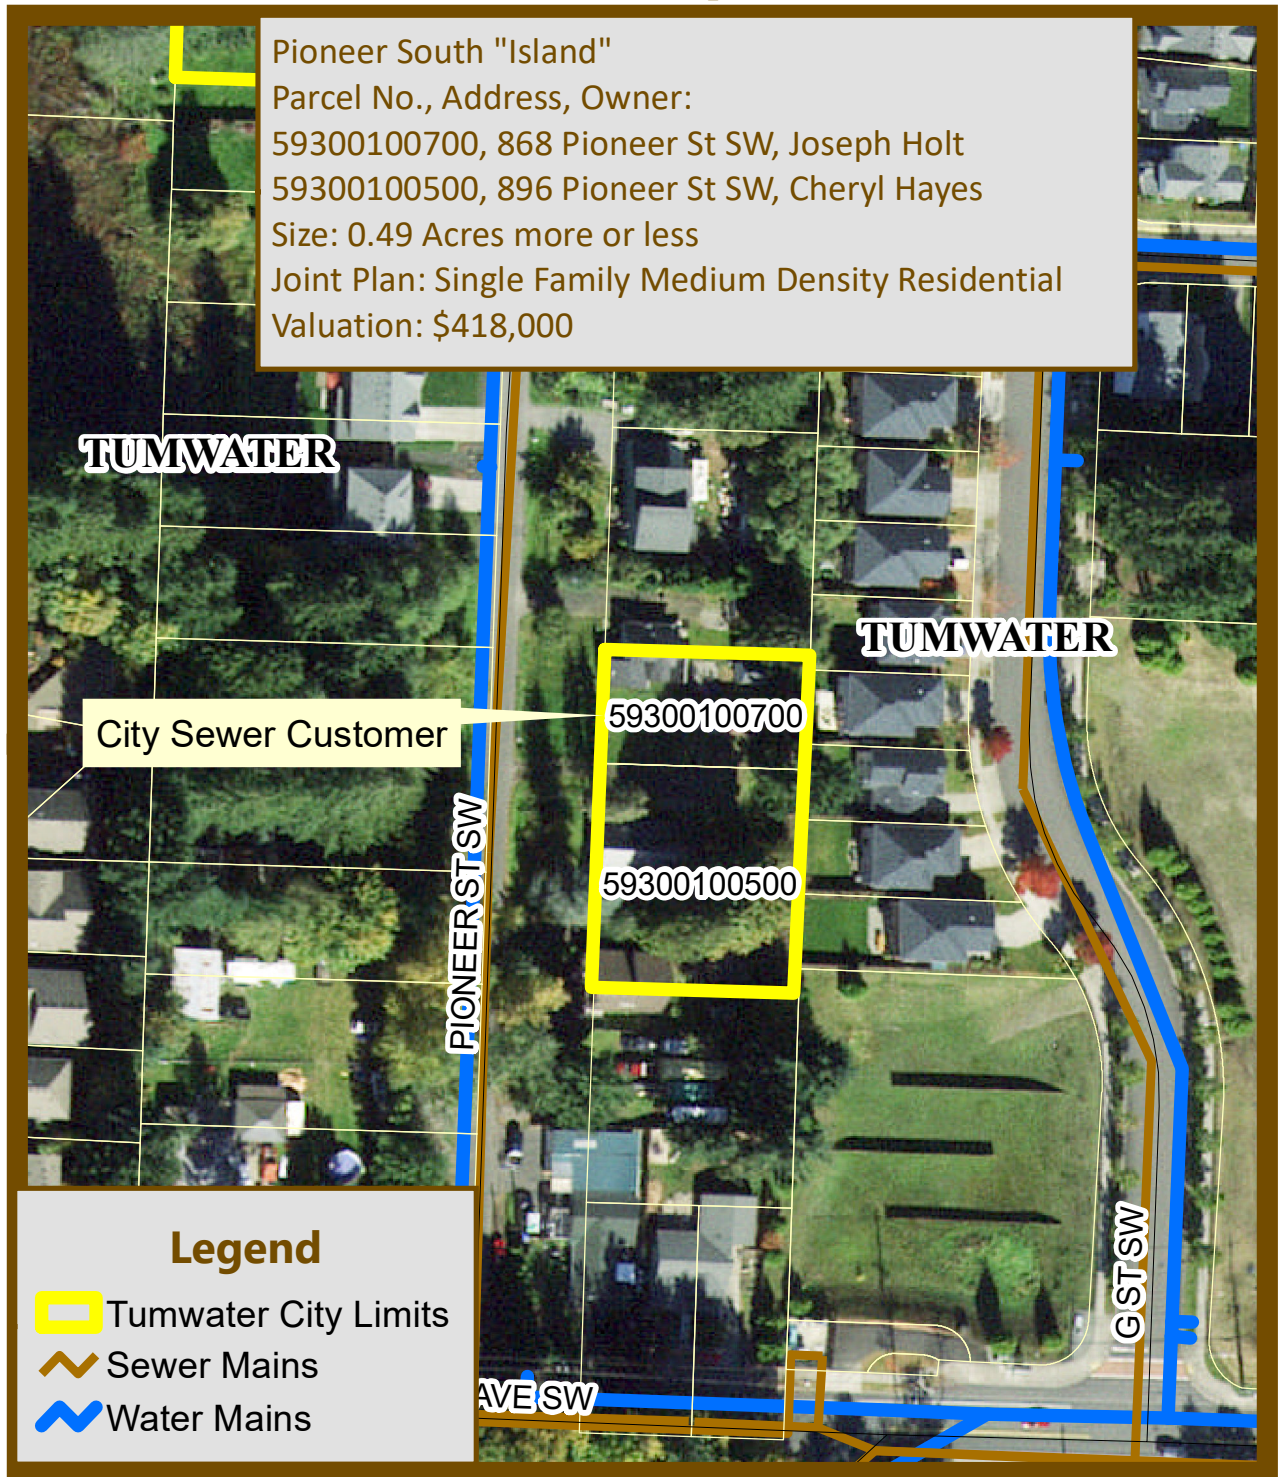 Pioneer South "Island"
Parcel No., Address, Owner:
59300100700, 868 Pioneer St SW, Joseph Holt
59300100500, 896 Pioneer St SW, Cheryl Hayes
Size: 0.49 Acres more or less
Joint Plan: Single Family Medium Density Residential
Valuation: $418,000
TUMWATER
TUMWATER
59300100700
City Sewer Customer
59300100500
PIONEER ST SW
G ST SW
AVE SW
Legend
Tumwater City Limits
Sewer Mains
Water Mains